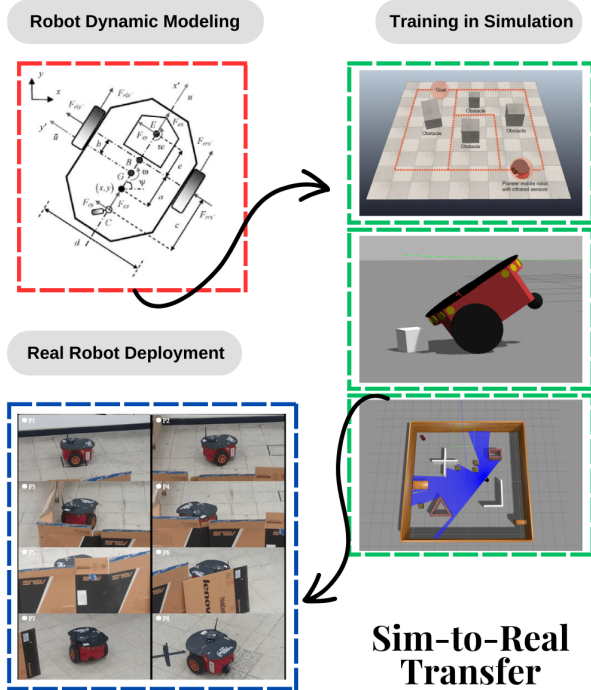 Robot Dynamic Modeling
Training in Simulation
y
x
x'
u
y'
ū
E
B
G
(x, y)
ω
ψ
C
a
b
c
d
e
Goal
Obstacle
Obstacle
Obstacle
Obstacle
Pioneer mobile robot
with infrared sensors
Real Robot Deployment
P1
P2
P3
P4
P5
P6
P7
P8
lenovo
Sim-to-Real
Transfer